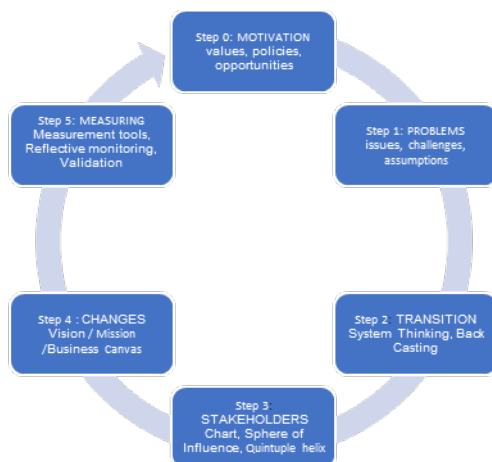 Step 0: MOTIVATION
values, policies,
opportunities
Step 1: PROBLEMS
issues, challenges,
assumptions
Step 2: TRANSITION
System Thinking, Back
Casting
Step 3:
STAKEHOLDERS
Chart, Sphere of
Influence, Quintuple helix
Step 4 : CHANGES
Vision / Mission
/Business Canvas
Step 5: MEASURING
Measurement tools,
Reflective monitoring,
Validation